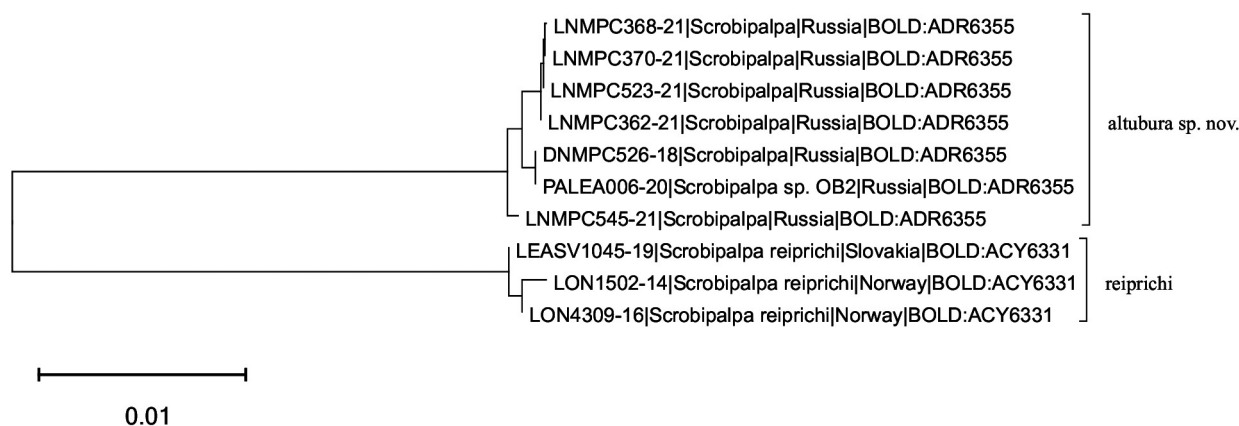 LNMPC368-21|Scrobipalpa|Russia|BOLD:ADR6355
LNMPC370-21|Scrobipalpa|Russia|BOLD:ADR6355
LNMPC523-21|Scrobipalpa|Russia|BOLD:ADR6355
LNMPC362-21|Scrobipalpa|Russia|BOLD:ADR6355
altubura sp. nov.
DNMPC526-18|Scrobipalpa|Russia|BOLD:ADR6355
PALEA006-20|Scrobipalpa sp. OB2|Russia|BOLD:ADR6355
LNMPC545-21|Scrobipalpa|Russia|BOLD:ADR6355
LEASV1045-19|Scrobipalpa reiprichi|Slovakia|BOLD:ACY6331
LON1502-14|Scrobipalpa reiprichi|Norway|BOLD:ACY6331
reiprichi
LON4309-16|Scrobipalpa reiprichi|Norway|BOLD:ACY6331
0.01